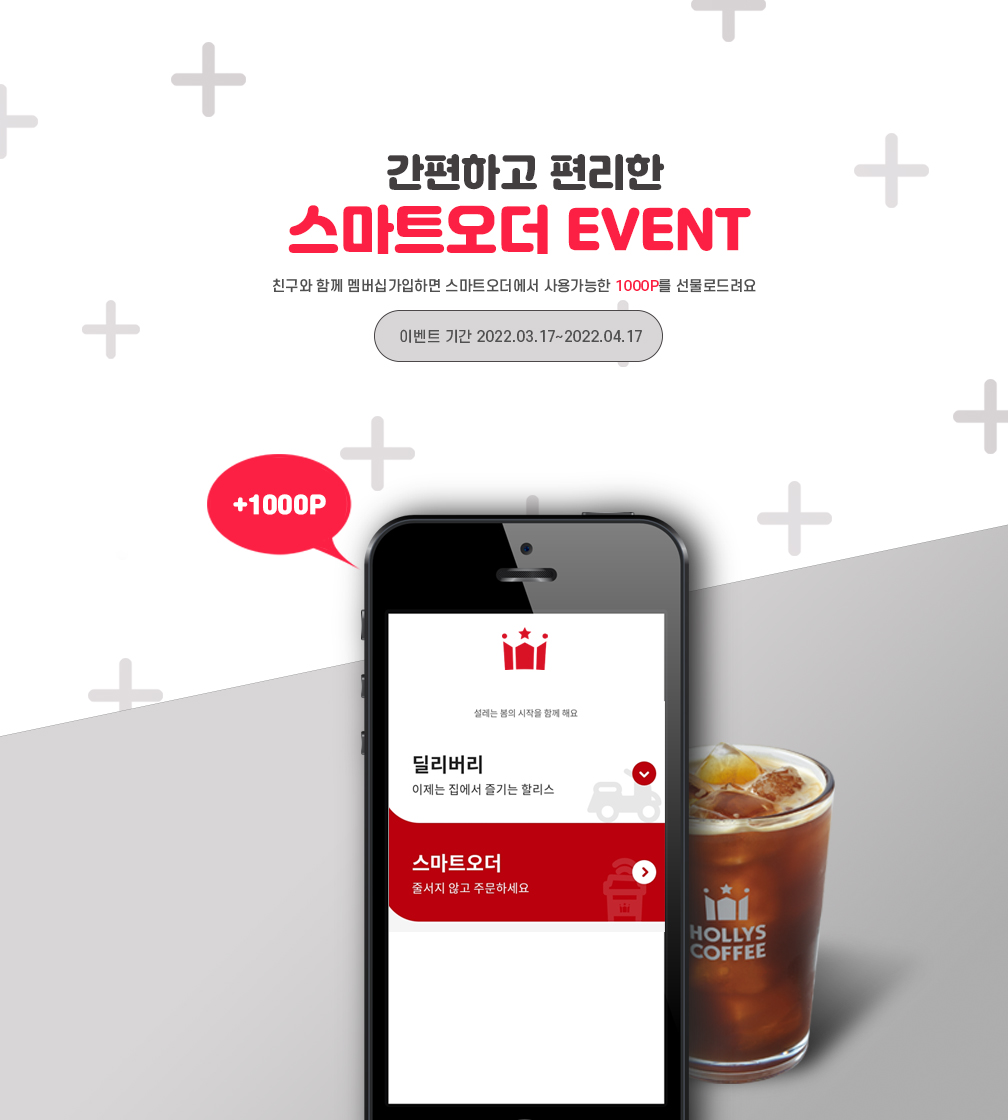 간편하고 편리한
스마트오더 EVENT
친구와 함께 멤버십가입하면 스마트오더에서 사용가능한 1000P를 선물로드려요
이벤트 기간 2022.03.17~2022.04.17
+1000P
설레는 봄의 시작을 함께 해요
딜리버리
이제는 집에서 즐기는 할리스
스마트오더
줄서지 않고 주문하세요
HOLLYS
COFFEE